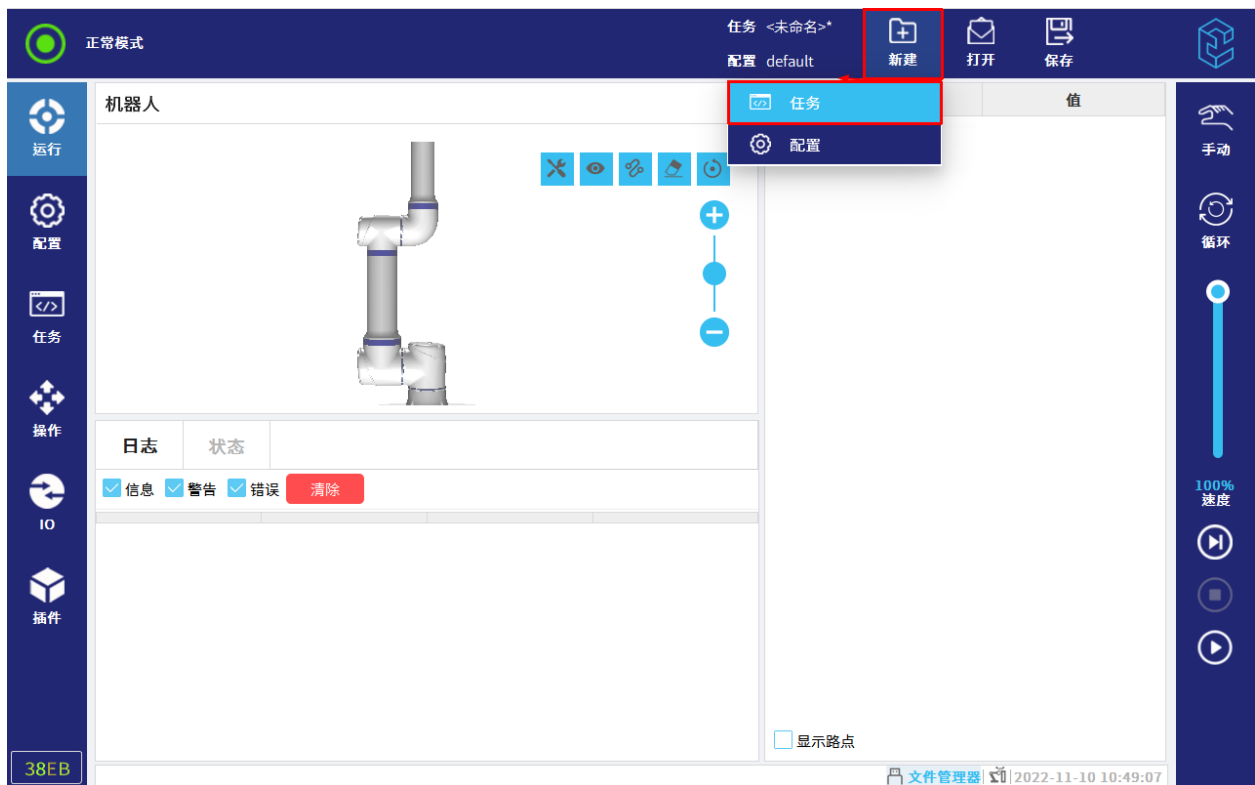 正常模式
任务 <未命名>*
配置 default
新建
打开
保存
任务
配置
运行
配置
任务
操作
IO
插件
38EB
机器人
值
日志
状态
信息
警告
错误
清除
显示路点
文件管理器
2022-11-10 10:49:07
手动
循环
100%
速度